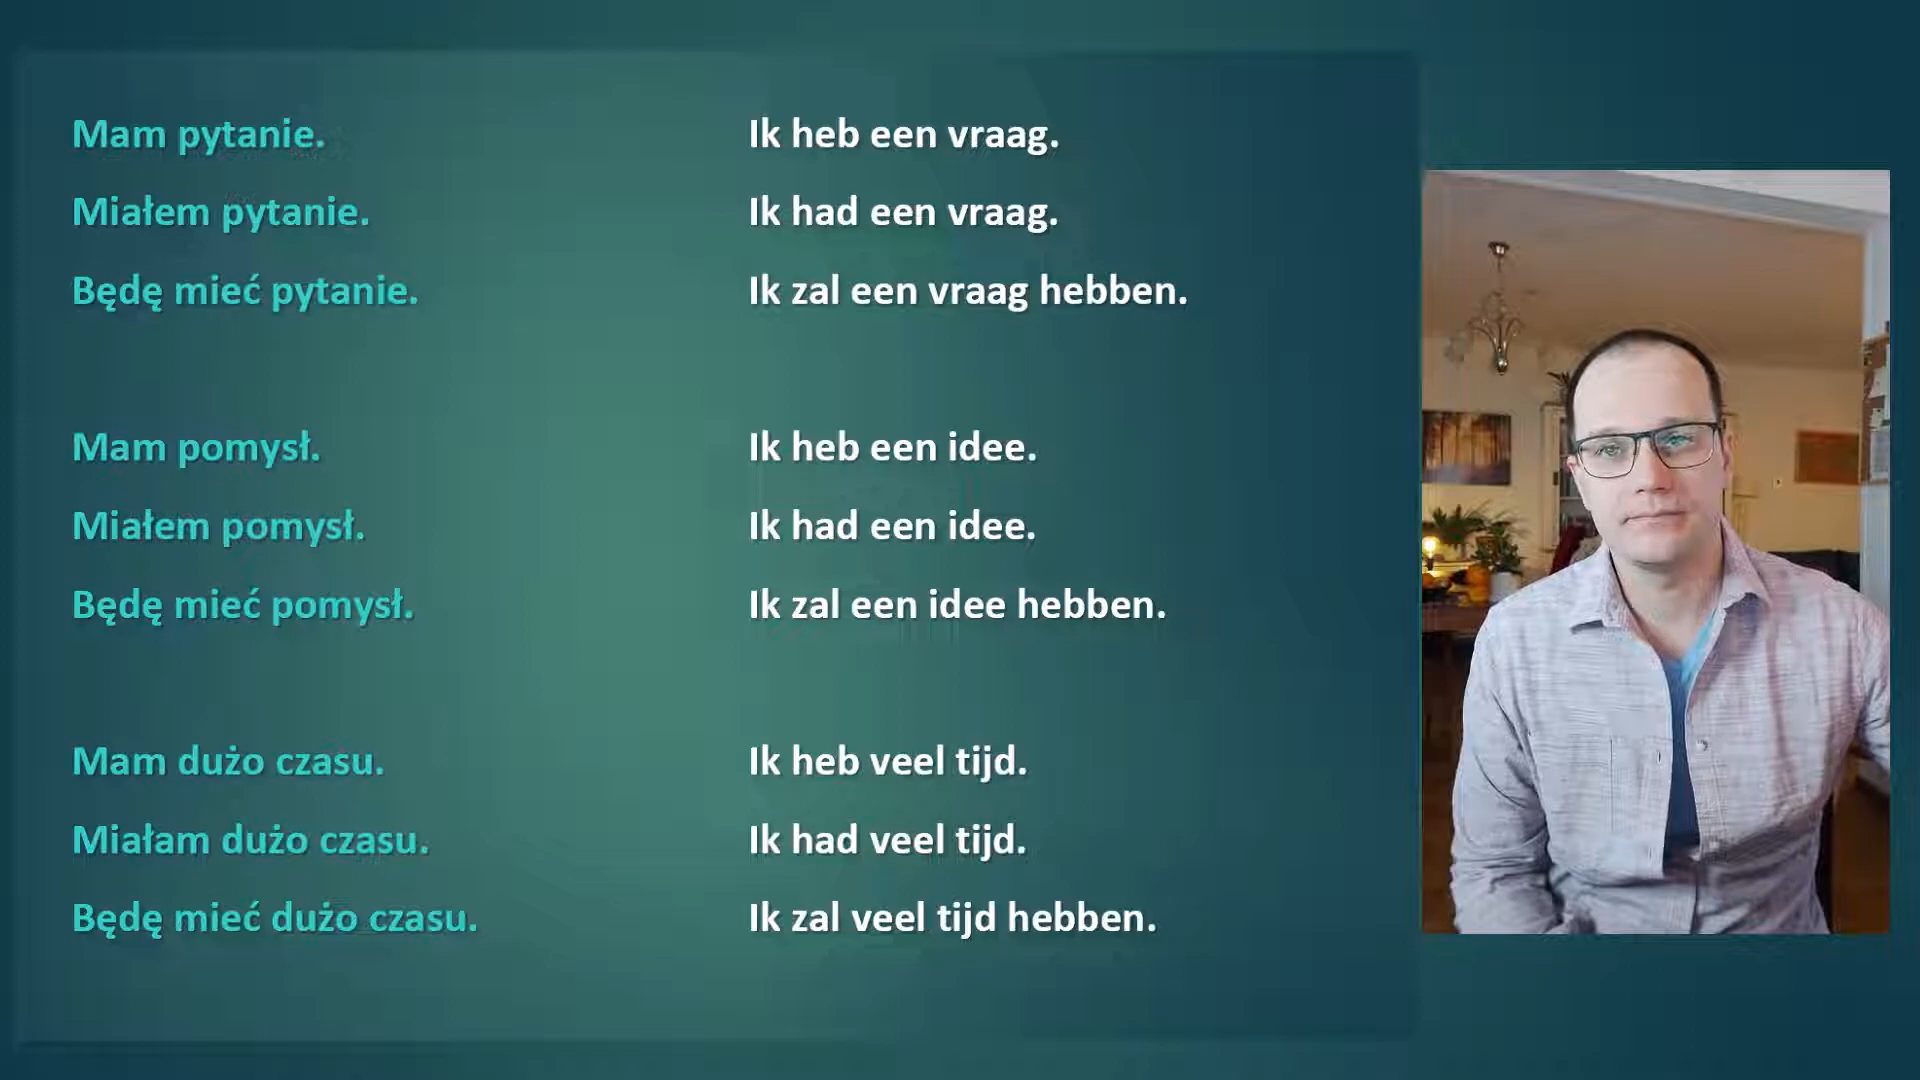 Mam pytanie. Ik heb een vraag.
Miałem pytanie. Ik had een vraag.
Będę mieć pytanie. Ik zal een vraag hebben.
Mam pomysł. Ik heb een idee.
Miałem pomysł. Ik had een idee.
Będę mieć pomysł. Ik zal een idee hebben.
Mam dużo czasu. Ik heb veel tijd.
Miałam dużo czasu. Ik had veel tijd.
Będę mieć dużo czasu. Ik zal veel tijd hebben.